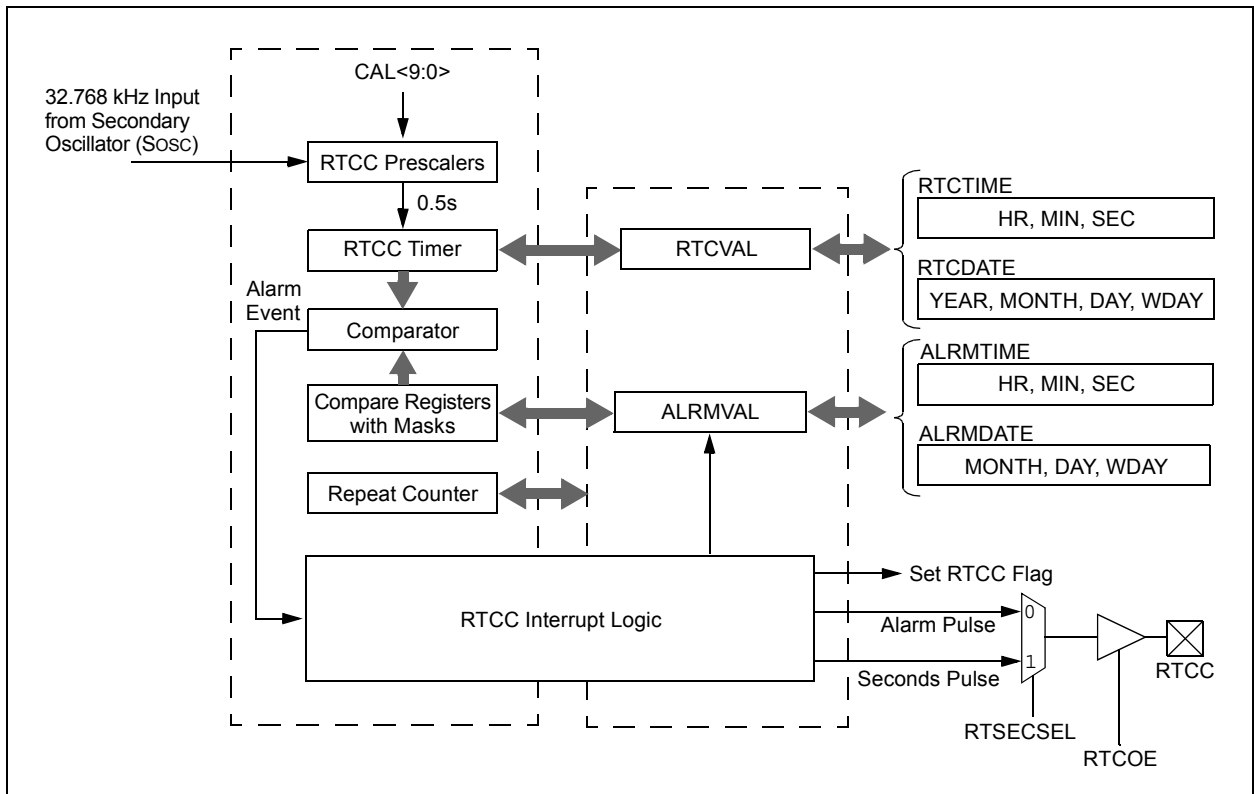 CAL<9:0>
32.768 kHz Input
from Secondary
Oscillator (SOSC)
RTCC Prescalers
0.5s
RTCC Timer
RTCVAL
RTCTIME
HR, MIN, SEC
RTCDATE
YEAR, MONTH, DAY, WDAY
Alarm
Event
Comparator
Compare Registers
with Masks
ALRMVAL
ALRMTIME
HR, MIN, SEC
ALRMDATE
MONTH, DAY, WDAY
Repeat Counter
RTCC Interrupt Logic
Set RTCC Flag
Alarm Pulse
0
Seconds Pulse
1
RTCC
RTSECSEL
RTCOE